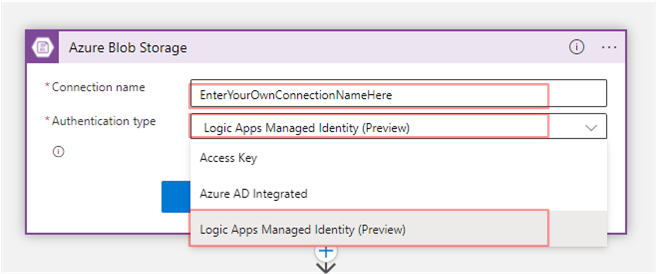 Azure Blob Storage
* Connection name
EnterYourOwnConnectionNameHere
* Authentication type
Logic Apps Managed Identity (Preview)
Access Key
Azure AD Integrated
Logic Apps Managed Identity (Preview)